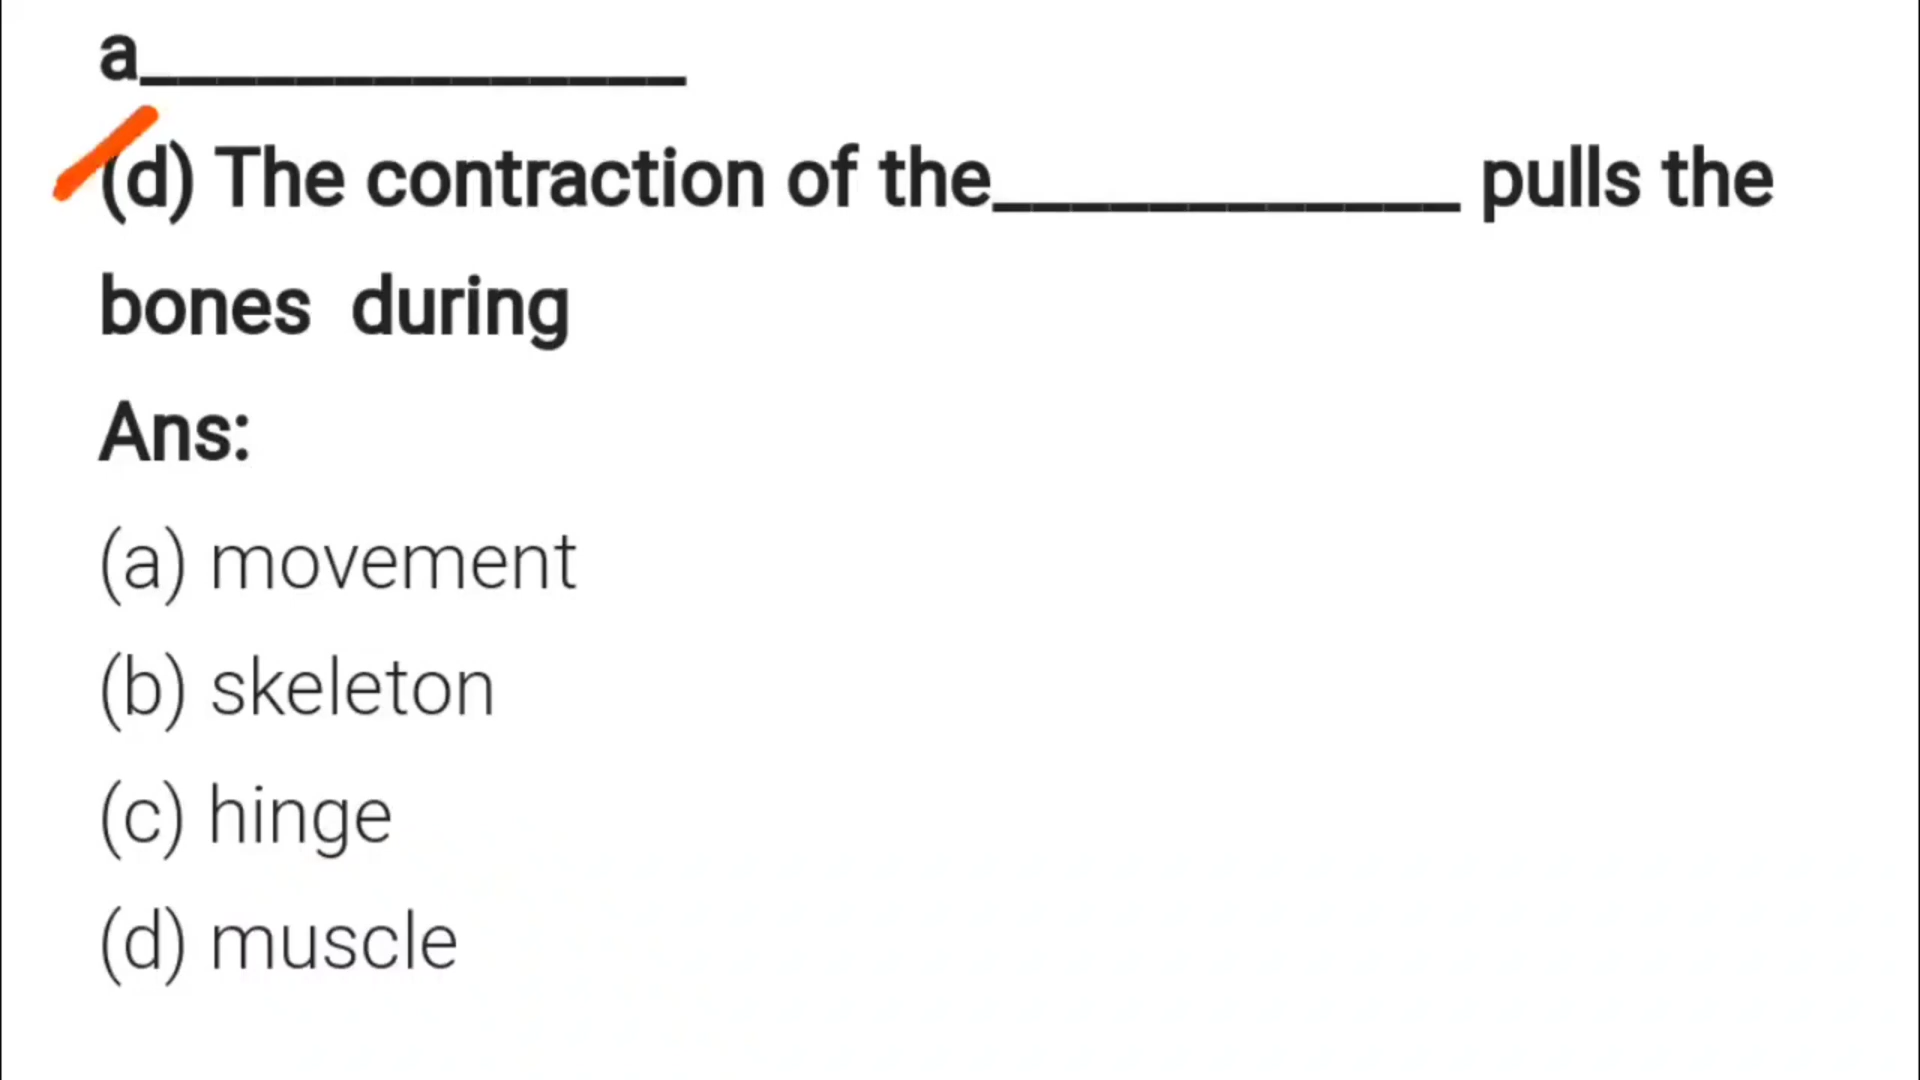 a______________
(d) The contraction of the____________ pulls the
bones during
Ans:
(a) movement
(b) skeleton
(c) hinge
(d) muscle